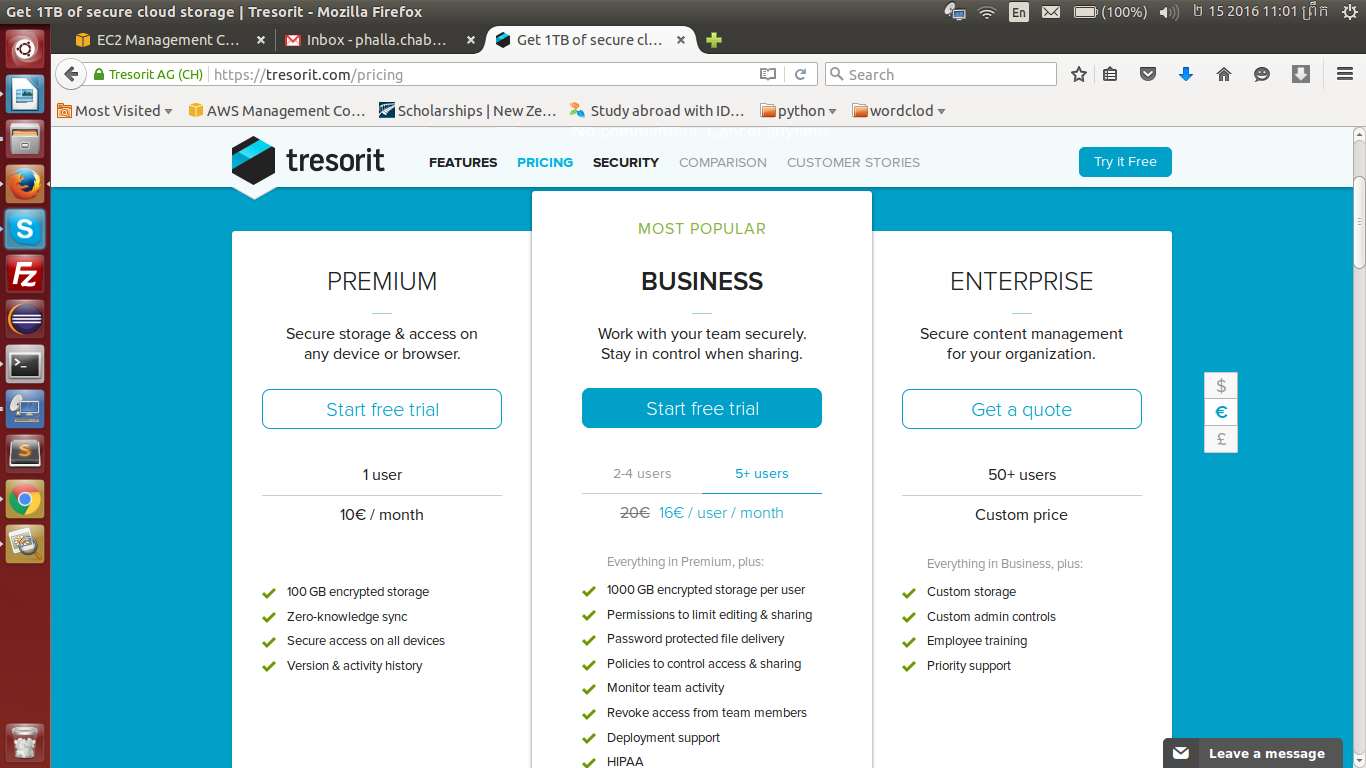 Get 1TB of secure cloud storage | Tresorit - Mozilla Firefox
En
(100%)
២ 15 2016 11:01 ព្រឹក
EC2 Management C...
Inbox - phalla.chab...
Get 1TB of secure cl...
Tresorit AG (CH)
https://tresorit.com/pricing
Search
Most Visited
AWS Management Co...
Scholarships | New Ze...
Study abroad with ID...
python
wordclod
No commitment. Cancel anytime.
tresorit
FEATURES
PRICING
SECURITY
COMPARISON
CUSTOMER STORIES
Try it Free
PREMIUM
Secure storage & access on
any device or browser.
Start free trial
1 user
10€ / month
100 GB encrypted storage
Zero-knowledge sync
Secure access on all devices
Version & activity history
MOST POPULAR
BUSINESS
Work with your team securely.
Stay in control when sharing.
Start free trial
2-4 users
5+ users
20€ 16€ / user / month
Everything in Premium, plus:
1000 GB encrypted storage per user
Permissions to limit editing & sharing
Password protected file delivery
Policies to control access & sharing
Monitor team activity
Revoke access from team members
Deployment support
HIPAA
ENTERPRISE
Secure content management
for your organization.
Get a quote
50+ users
Custom price
Everything in Business, plus:
Custom storage
Custom admin controls
Employee training
Priority support
$
€
£
Leave a message